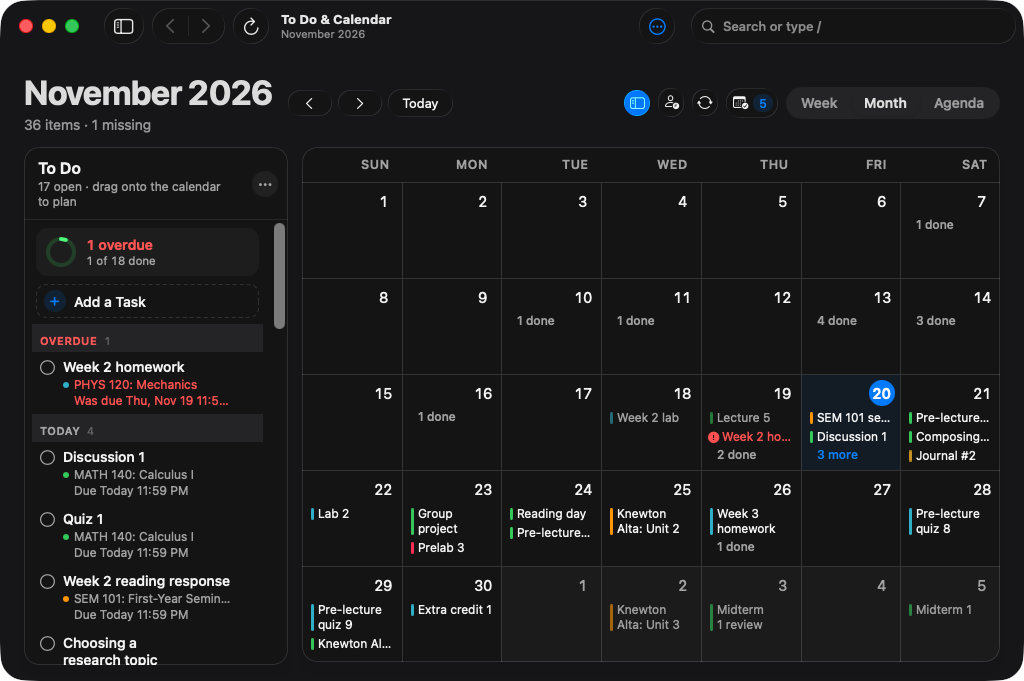 To Do & Calendar
November 2026
Search or type /
November 2026
36 items · 1 missing
Today
5
Week
Month
Agenda
To Do
17 open · drag onto the calendar
to plan
1 overdue
1 of 18 done
Add a Task
OVERDUE 1
Week 2 homework
PHYS 120: Mechanics
Was due Thu, Nov 19 11:5...
TODAY 4
Discussion 1
MATH 140: Calculus I
Due Today 11:59 PM
Quiz 1
MATH 140: Calculus I
Due Today 11:59 PM
Week 2 reading response
SEM 101: First-Year Semin...
Due Today 11:59 PM
Choosing a
research topic
SUN MON TUE WED THU FRI SAT
1 2 3 4 5 6 7
1 done
8 9 10 11 12 13 14
1 done
1 done
4 done
3 done
15 16 17 18 19 20 21
1 done
Week 2 lab
Lecture 5
Week 2 ho...
2 done
SEM 101 se...
Discussion 1
3 more
Pre-lecture...
Composing...
Journal #2
22 23 24 25 26 27 28
Lab 2
Group
project
Prelab 3
Reading day
Pre-lecture...
Knewton
Alta: Unit 2
Week 3
homework
1 done
Pre-lecture
quiz 8
29 30 1 2 3 4 5
Pre-lecture
quiz 9
Knewton Al...
Extra credit 1
Knewton
Alta: Unit 3
Midterm
1 review
Midterm 1